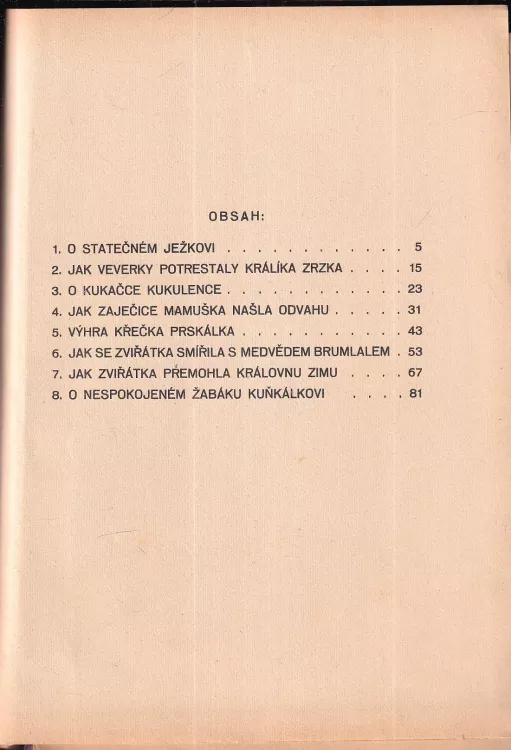 OBSAH:
1. O STATEČNÉM JEŽKOVI . . . . . . . . . . . . 5
2. JAK VEVERKY POTRESTALY KRÁLÍKA ZRZKA . . . . 15
3. O KUKAČCE KUKULENCE . . . . . . . . . . . . 23
4. JAK ZAJEČICE MAMUŠKA NAŠLA ODVAHU . . . . . 31
5. VÝHRA KŘEČKA PRSKÁLKA . . . . . . . . . . . 43
6. JAK SE ZVIŘÁTKA SMÍŘILA S MEDVĚDEM BRUMLALEM . 53
7. JAK ZVIŘÁTKA PŘEMOHLA KRÁLOVNU ZIMU . . . . 67
8. O NESPOKOJENÉM ŽABÁKU KUŇKÁLKOVI . . . . 81